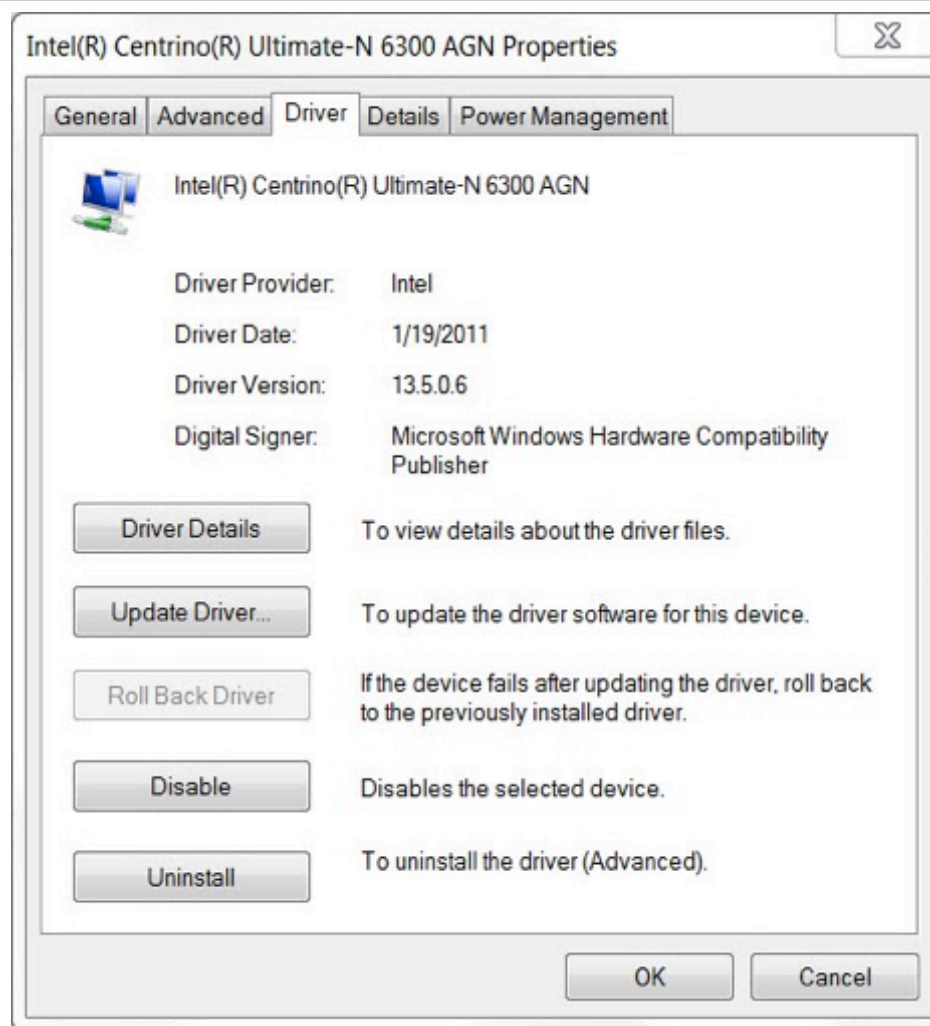 Intel(R) Centrino(R) Ultimate-N 6300 AGN Properties
General Advanced Driver Details Power Management
Intel(R) Centrino(R) Ultimate-N 6300 AGN
Driver Provider: Intel
Driver Date: 1/19/2011
Driver Version: 13.5.0.6
Digital Signer: Microsoft Windows Hardware Compatibility
Publisher
Driver Details To view details about the driver files.
Update Driver... To update the driver software for this device.
Roll Back Driver If the device fails after updating the driver, roll back
to the previously installed driver.
Disable Disables the selected device.
Uninstall To uninstall the driver (Advanced).
OK Cancel